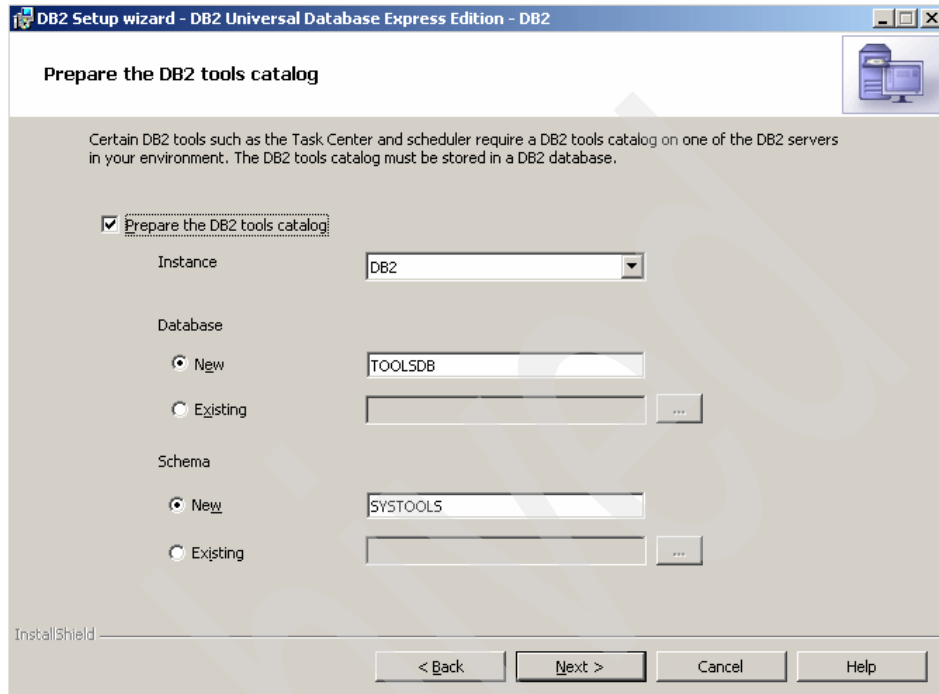 DB2 Setup wizard - DB2 Universal Database Express Edition - DB2
Prepare the DB2 tools catalog
Certain DB2 tools such as the Task Center and scheduler require a DB2 tools catalog on one of the DB2 servers
in your environment. The DB2 tools catalog must be stored in a DB2 database.
Prepare the DB2 tools catalog
Instance
DB2
Database
New
TOOLSDB
Existing
...
Schema
New
SYSTOOLS
Existing
...
InstallShield
< Back
Next >
Cancel
Help